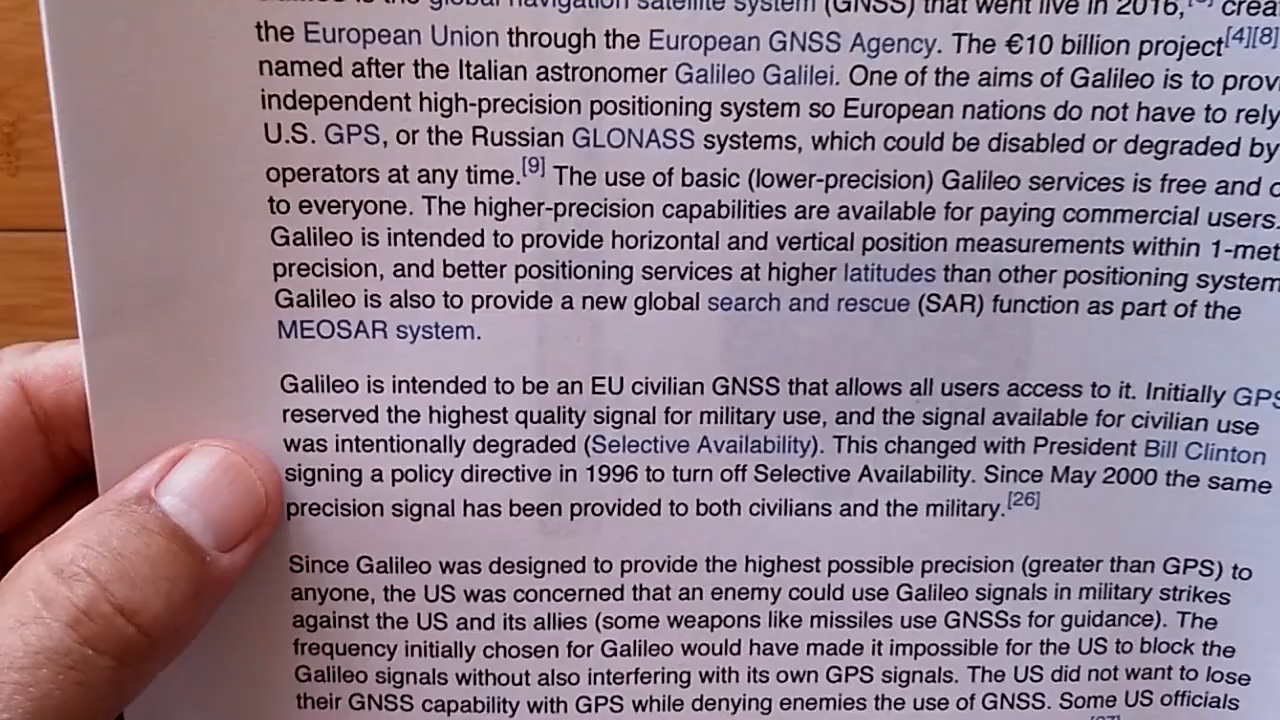 is the global navigation satellite system (GNSS) that went live in 2016,
the European Union through the European GNSS Agency. The €10 billion project[4][8]
named after the Italian astronomer Galileo Galilei. One of the aims of Galileo is to
independent high-precision positioning system so European nations do not have to rely
U.S. GPS, or the Russian GLONASS systems, which could be disabled or degraded by
operators at any time.[9] The use of basic (lower-precision) Galileo services is free and
to everyone. The higher-precision capabilities are available for paying commercial users.
Galileo is intended to provide horizontal and vertical position measurements within
precision, and better positioning services at higher latitudes than other positioning system
Galileo is also to provide a new global search and rescue (SAR) function as part of the
MEOSAR system.
Galileo is intended to be an EU civilian GNSS that allows all users access to it. Initially GPS
reserved the highest quality signal for military use, and the signal available for civilian use
was intentionally degraded (Selective Availability). This changed with President Bill Clinton
signing a policy directive in 1996 to turn off Selective Availability. Since May 2000 the same
precision signal has been provided to both civilians and the military.[26]
Since Galileo was designed to provide the highest possible precision (greater than GPS) to
anyone, the US was concerned that an enemy could use Galileo signals in military strikes
against the US and its allies (some weapons like missiles use GNSSs for guidance). The
frequency initially chosen for Galileo would have made it impossible for the US to block the
Galileo signals without also interfering with its own GPS signals. The US did not want to lose
their GNSS capability with GPS while denying enemies the use of GNSS. Some US officials